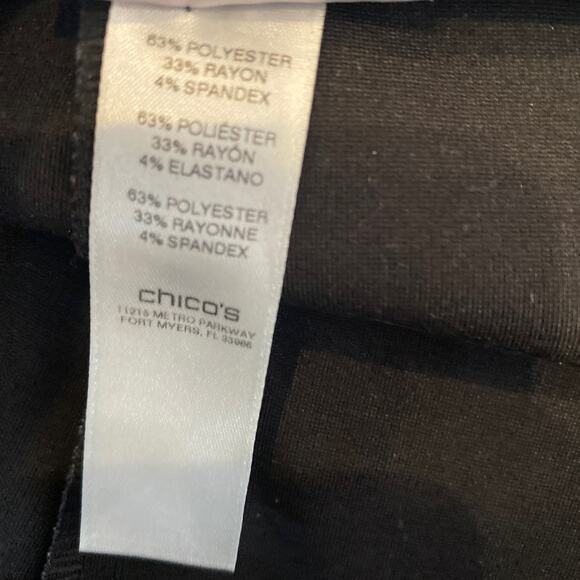 63% POLYESTER
33% RAYON
4% SPANDEX
63% POLIÉSTER
33% RAYÓN
4% ELASTANO
63% POLYESTER
33% RAYONNE
4% SPANDEX
chico's
11215 METRO PARKWAY
FORT MYERS, FL 33966